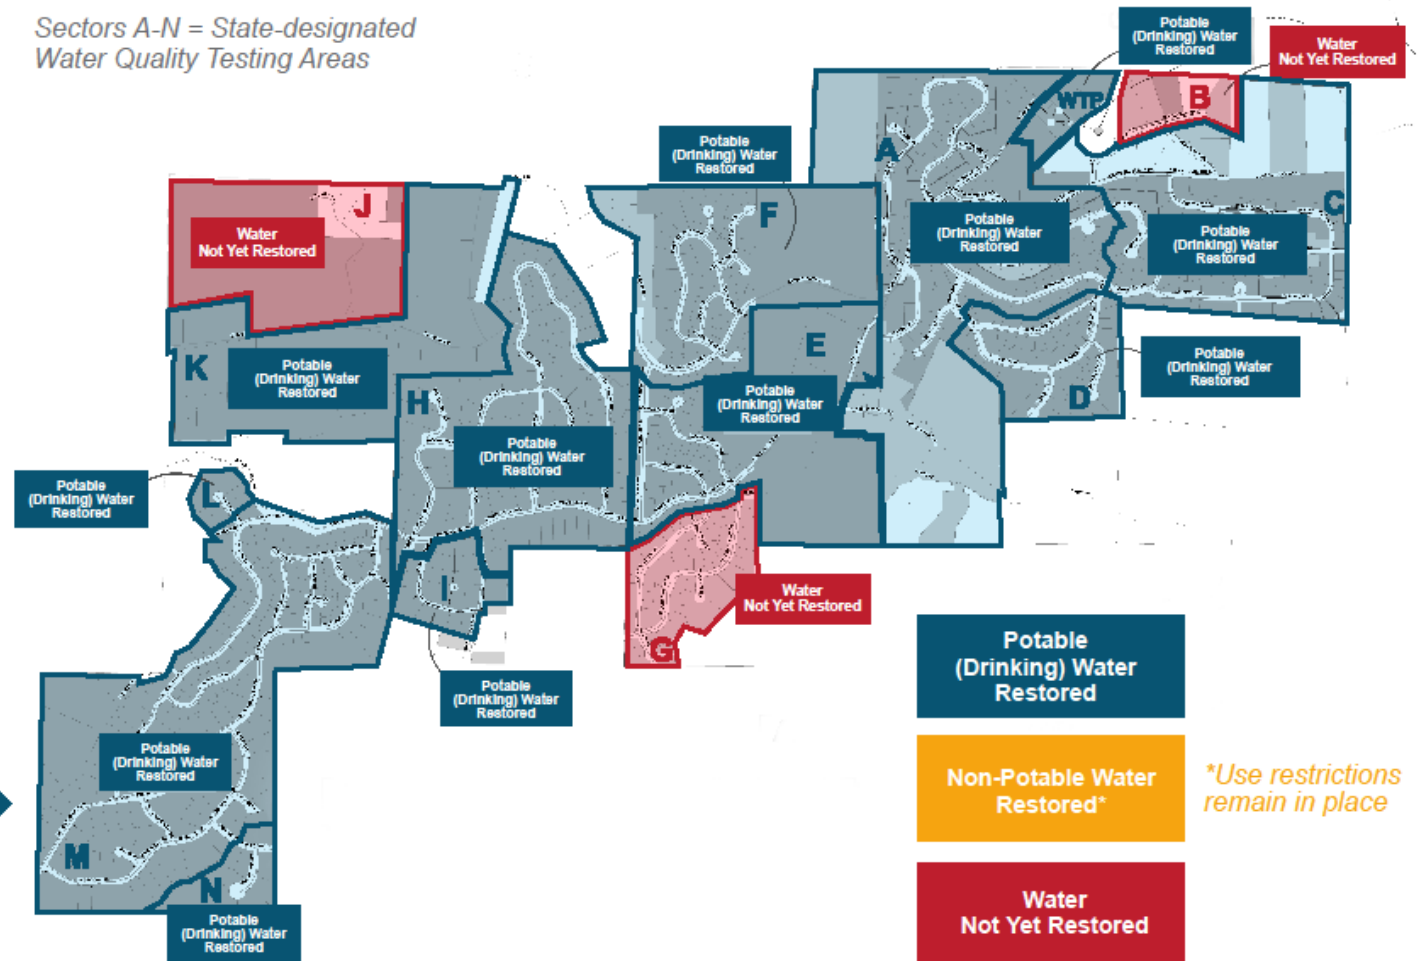 Sectors A-N = State-designated
Water Quality Testing Areas
Potable
(Drinking) Water
Restored
Water
Not Yet Restored
WTP
B
Potable
(Drinking) Water
Restored
A
J
F
C
Water
Not Yet Restored
Potable
(Drinking) Water
Restored
Potable
(Drinking) Water
Restored
E
K
Potable
(Drinking) Water
Restored
Potable
(Drinking) Water
Restored
H
Potable
(Drinking) Water
Restored
D
Potable
(Drinking) Water
Restored
L
Potable
(Drinking) Water
Restored
I
Water
Not Yet Restored
G
Potable
(Drinking) Water
Restored
Potable
(Drinking) Water
Restored
M
N
Potable
(Drinking) Water
Restored
Potable
(Drinking) Water
Restored
Non-Potable Water
Restored*
*Use restrictions
remain in place
Water
Not Yet Restored